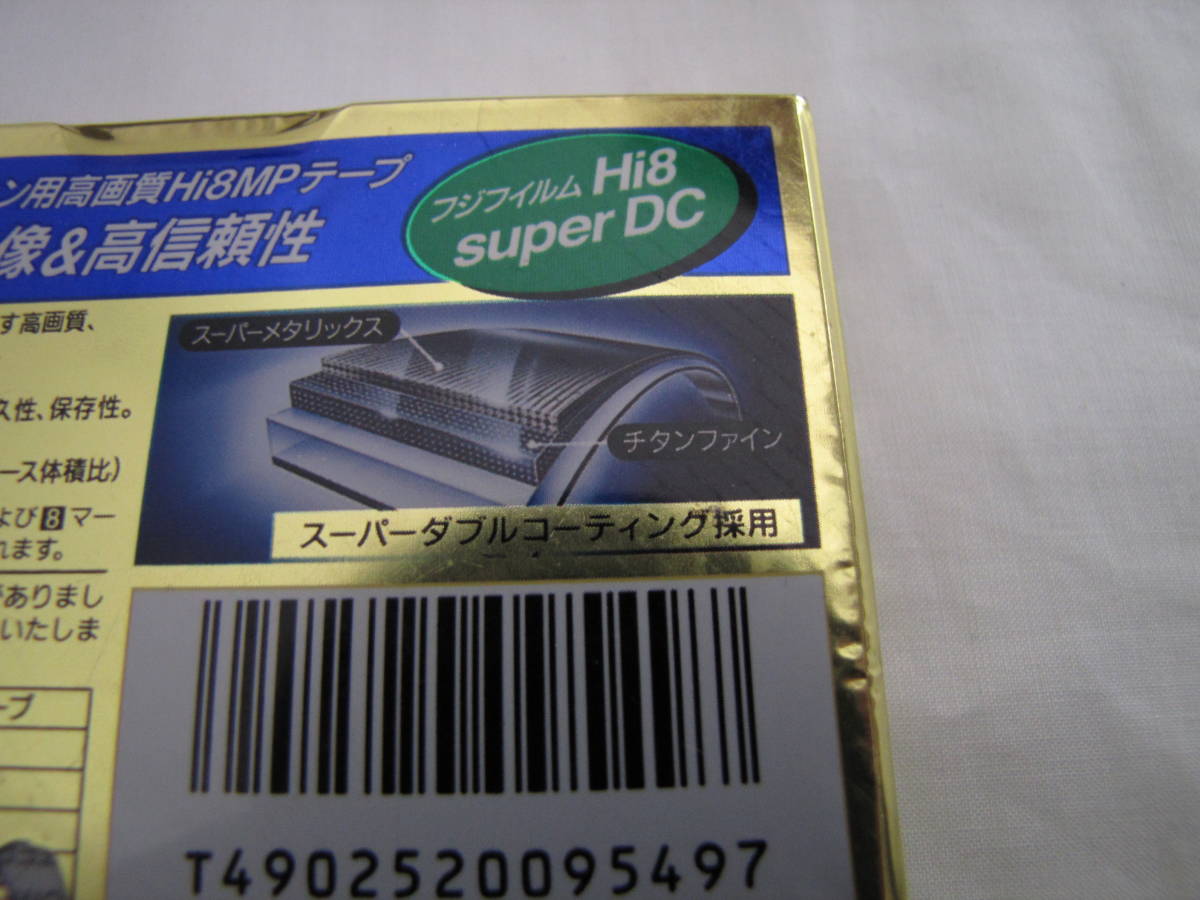 ン用高画質Hi8MPテープ
像&高信頼性
フジフイルム Hi8
super DC
す高画質、
久性、保存性。
ース体積比)
よび8マー
れます。
がありまし
いたしま
ープ
スーパーメタリックス
チタンファイン
スーパーダブルコーティング採用
T4902520095497